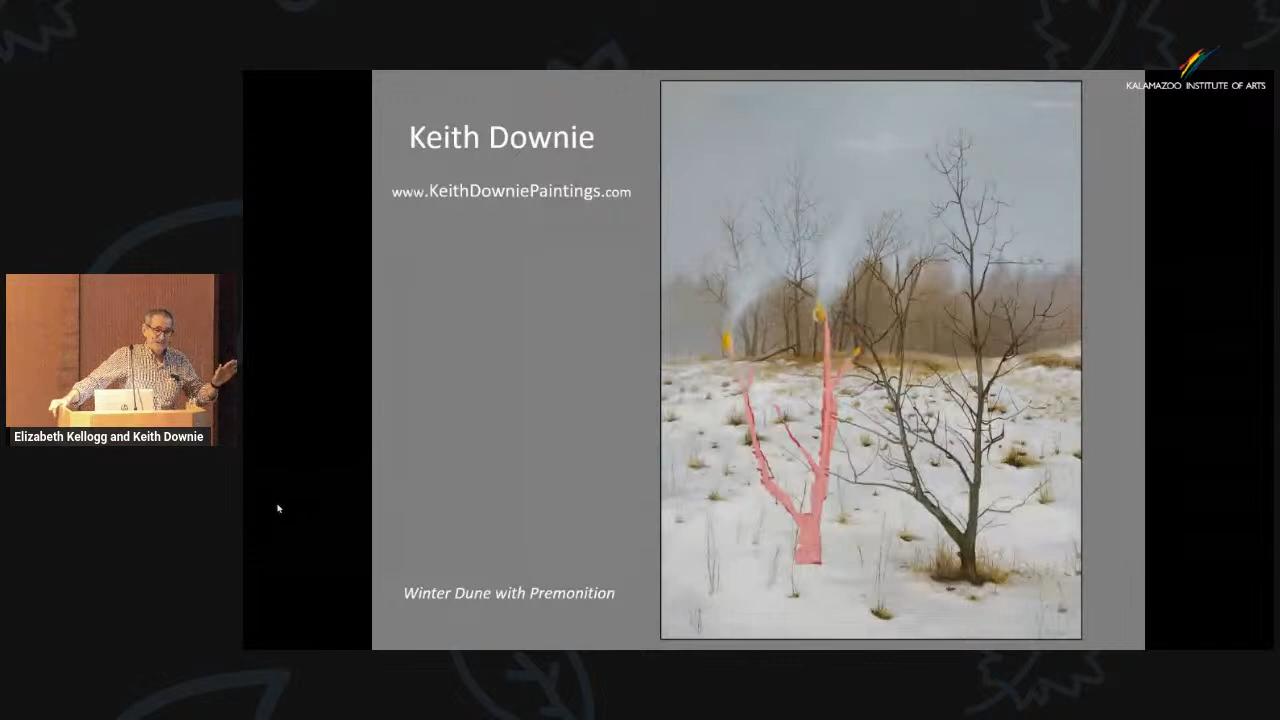 KALAMAZOO INSTITUTE OF ARTS
Keith Downie
www.KeithDowniePaintings.com
Elizabeth Kellogg and Keith Downie
Winter Dune with Premonition